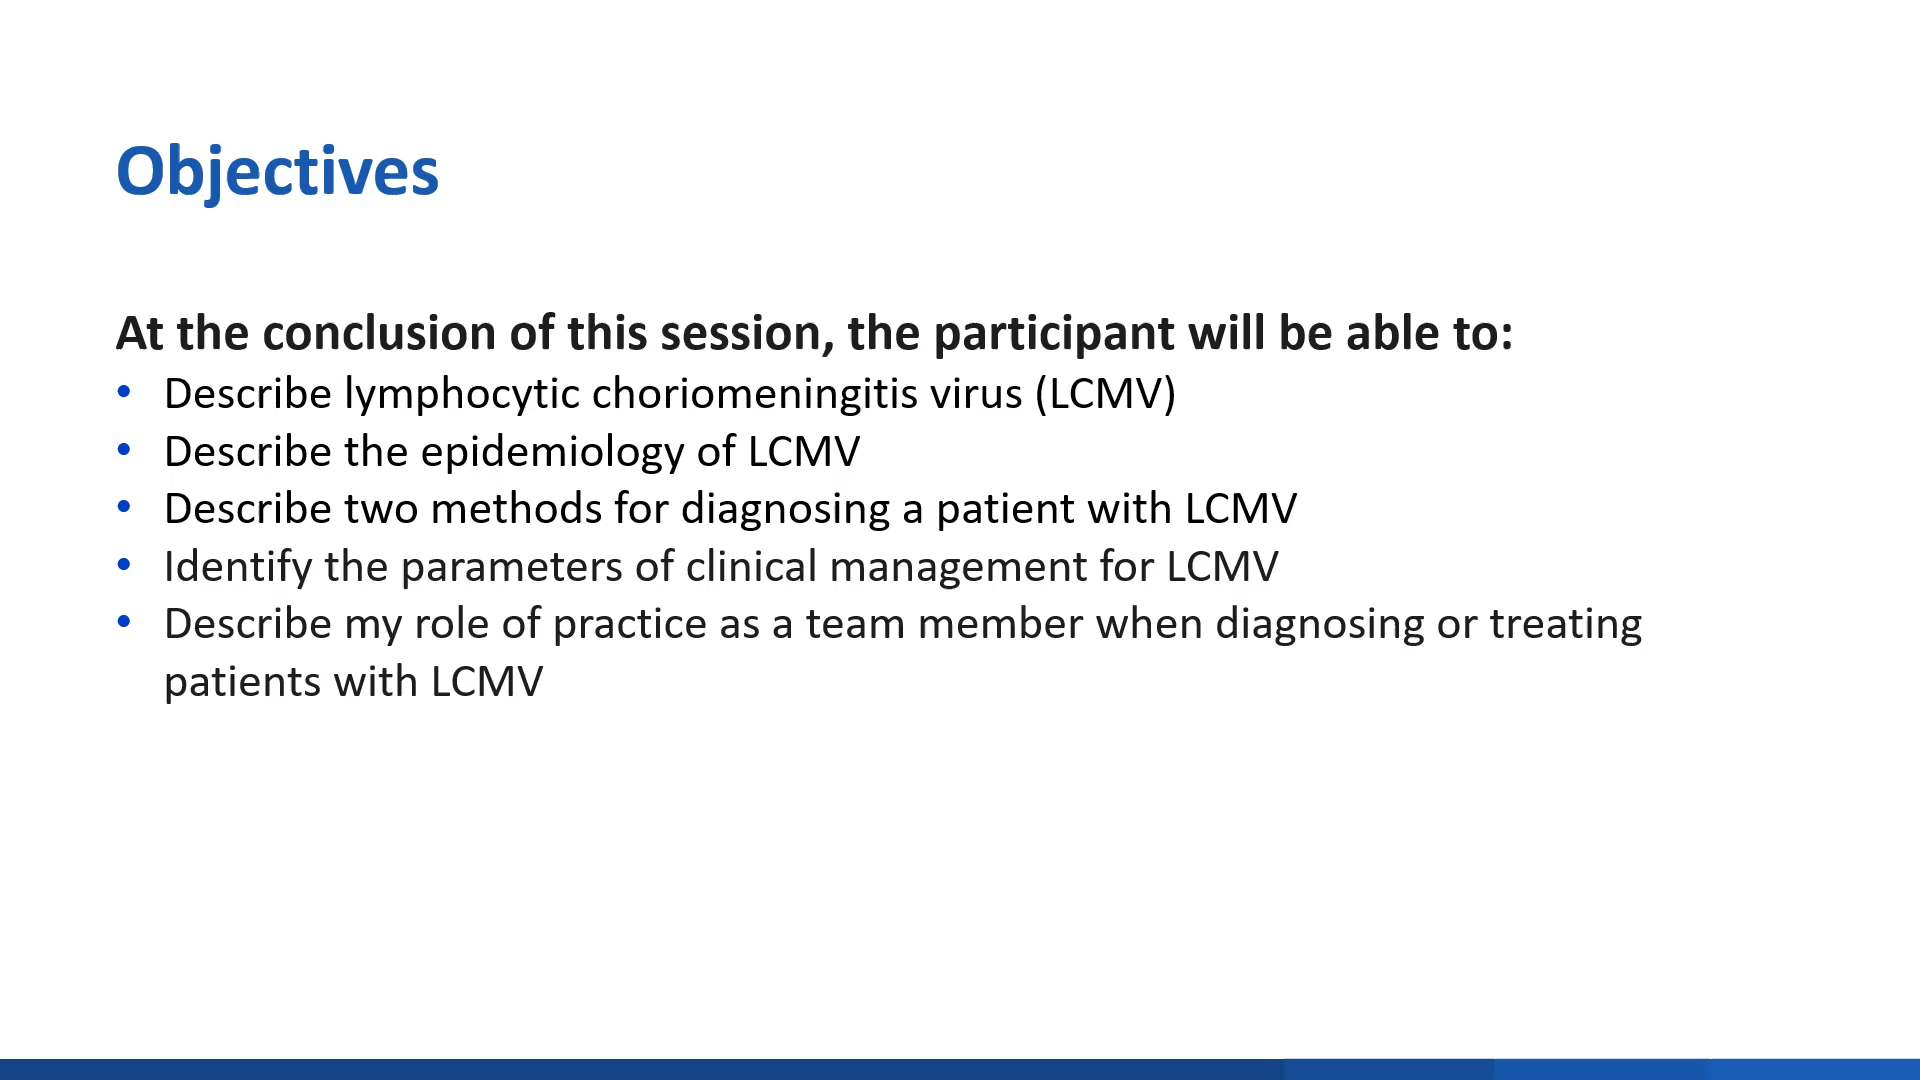 Objectives
At the conclusion of this session, the participant will be able to:
• Describe lymphocytic choriomeningitis virus (LCMV)
• Describe the epidemiology of LCMV
• Describe two methods for diagnosing a patient with LCMV
• Identify the parameters of clinical management for LCMV
• Describe my role of practice as a team member when diagnosing or treating
patients with LCMV